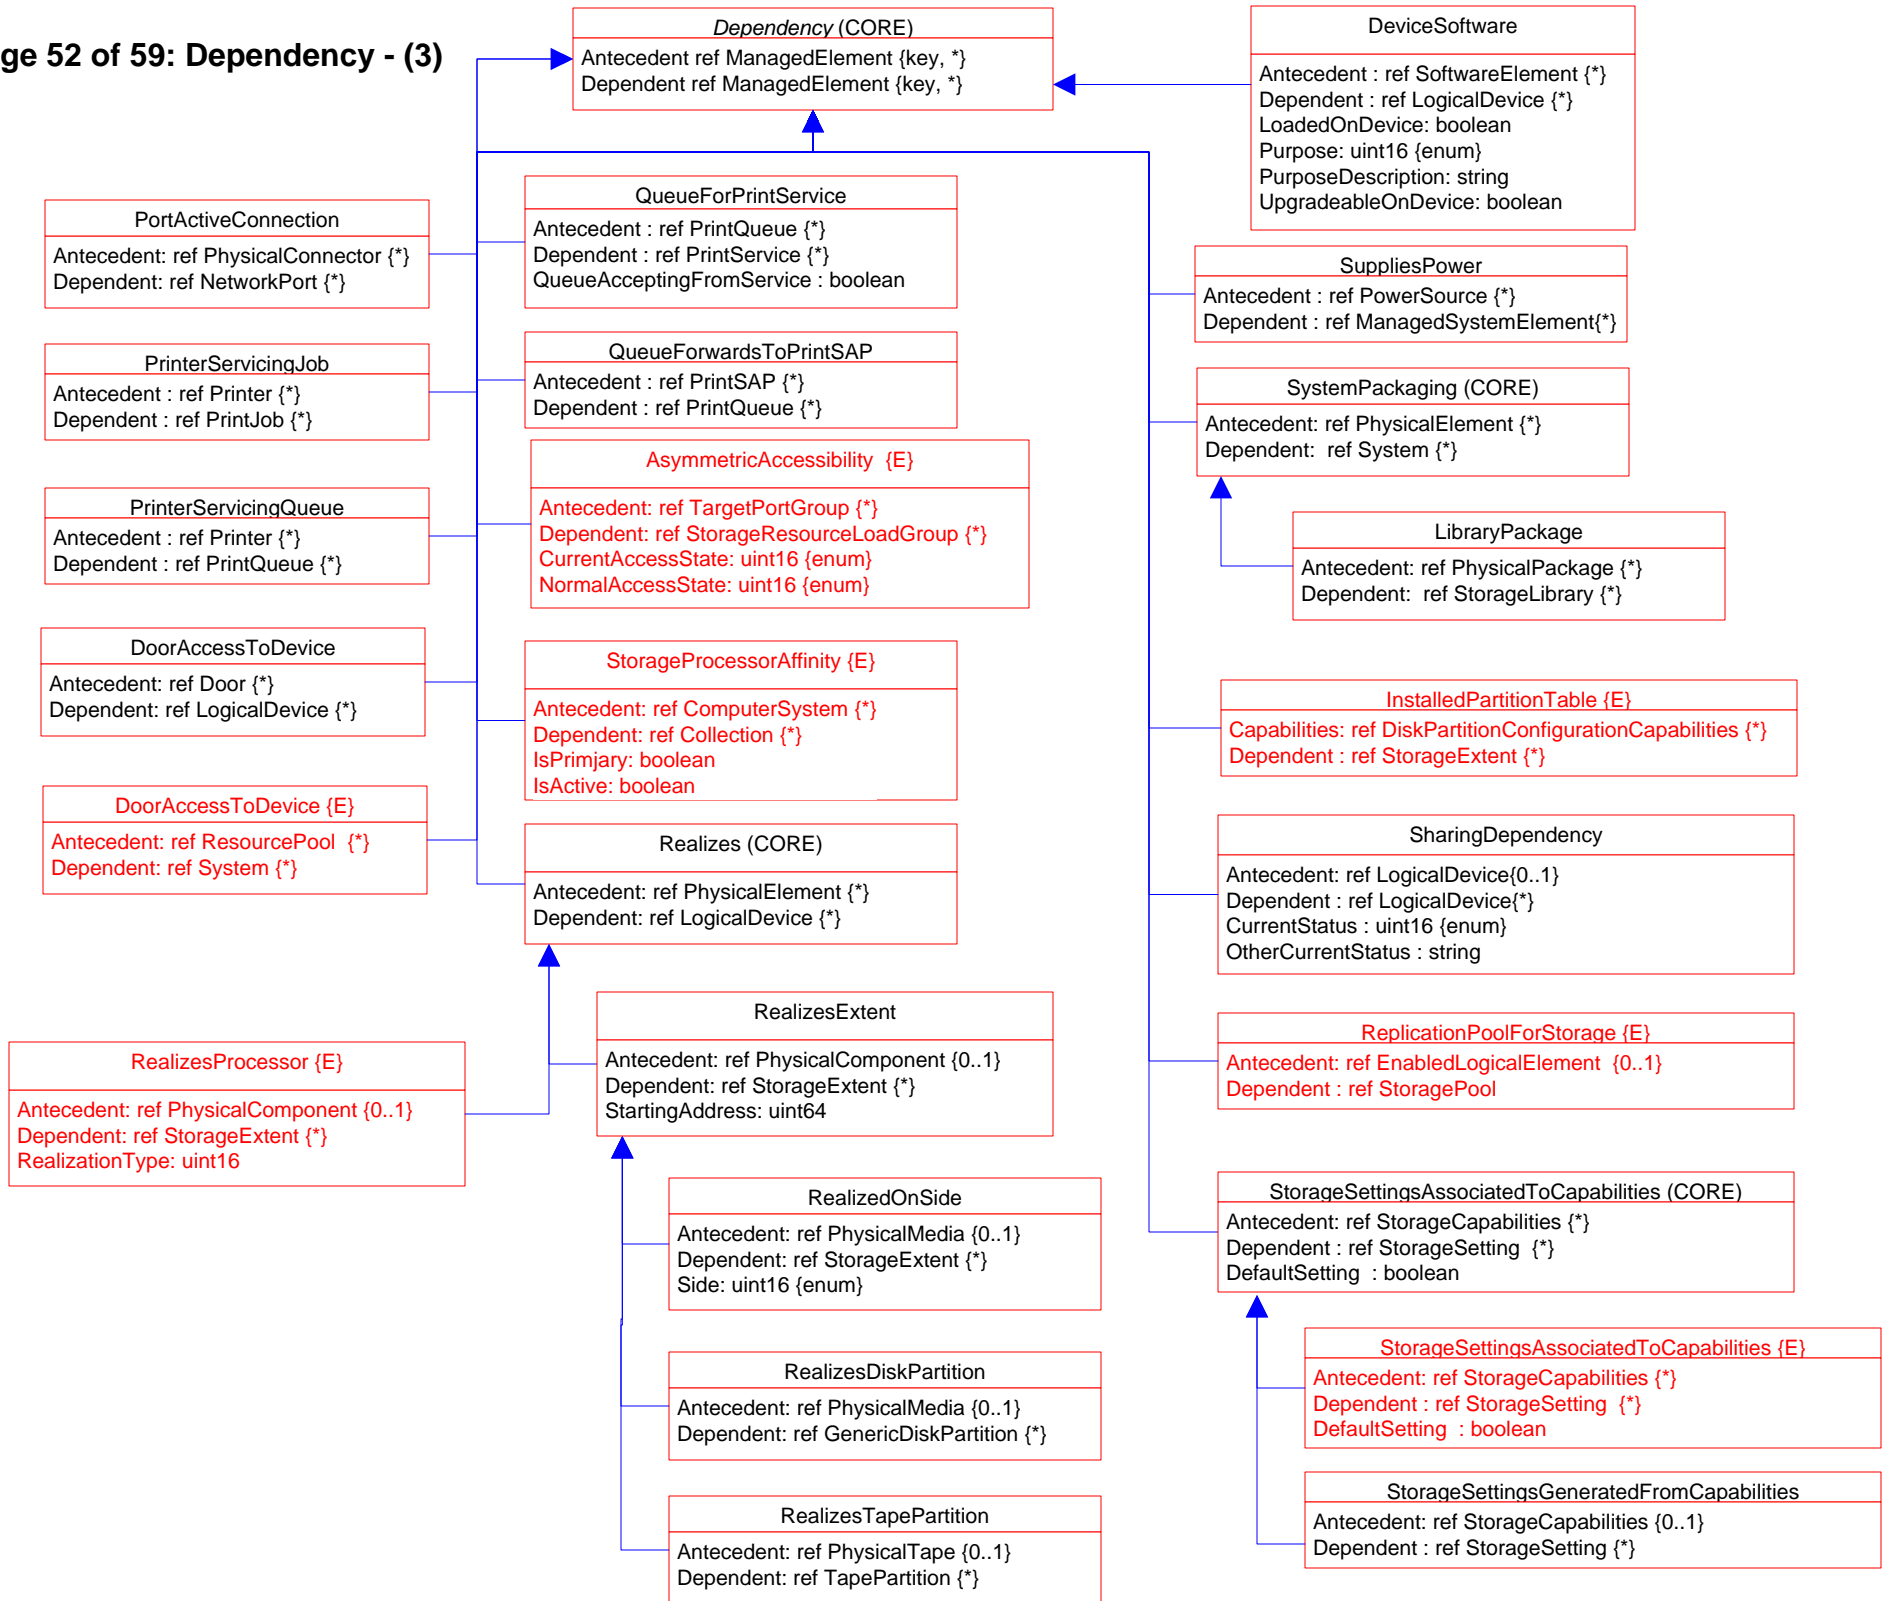 ge 52 of 59: Dependency - (3)
Dependency (CORE)
Antecedent ref ManagedElement {key, *}
Dependent ref ManagedElement {key, *}
DeviceSoftware
Antecedent : ref SoftwareElement {*}
Dependent : ref LogicalDevice {*}
LoadedOnDevice: boolean
Purpose: uint16 {enum}
PurposeDescription: string
UpgradeableOnDevice: boolean
PortActiveConnection
Antecedent: ref PhysicalConnector {*}
Dependent: ref NetworkPort {*}
QueueForPrintService
Antecedent : ref PrintQueue {*}
Dependent : ref PrintService {*}
QueueAcceptingFromService : boolean
SuppliesPower
Antecedent : ref PowerSource {*}
Dependent : ref ManagedSystemElement{*}
PrinterServicingJob
Antecedent : ref Printer {*}
Dependent : ref PrintJob {*}
QueueForwardsToPrintSAP
Antecedent : ref PrintSAP {*}
Dependent : ref PrintQueue {*}
SystemPackaging (CORE)
Antecedent: ref PhysicalElement {*}
Dependent:  ref System {*}
AsymmetricAccessibility  {E}
Antecedent: ref TargetPortGroup {*}
Dependent: ref StorageResourceLoadGroup {*}
CurrentAccessState: uint16 {enum}
NormalAccessState: uint16 {enum}
PrinterServicingQueue
Antecedent : ref Printer {*}
Dependent : ref PrintQueue {*}
LibraryPackage
Antecedent: ref PhysicalPackage {*}
Dependent:  ref StorageLibrary {*}
DoorAccessToDevice
Antecedent: ref Door {*}
Dependent: ref LogicalDevice {*}
StorageProcessorAffinity {E}
Antecedent: ref ComputerSystem {*}
Dependent: ref Collection {*}
IsPrimjary: boolean
IsActive: boolean
InstalledPartitionTable {E}
Capabilities: ref DiskPartitionConfigurationCapabilities {*}
Dependent : ref StorageExtent {*}
DoorAccessToDevice {E}
Antecedent: ref ResourcePool  {*}
Dependent: ref System {*}
Realizes (CORE)
Antecedent: ref PhysicalElement {*}
Dependent: ref LogicalDevice {*}
SharingDependency
Antecedent: ref LogicalDevice{0..1}
Dependent : ref LogicalDevice{*}
CurrentStatus : uint16 {enum}
OtherCurrentStatus : string
RealizesExtent
Antecedent: ref PhysicalComponent {0..1}
Dependent: ref StorageExtent {*}
StartingAddress: uint64
RealizesProcessor {E}
Antecedent: ref PhysicalComponent {0..1}
Dependent: ref StorageExtent {*}
RealizationType: uint16
ReplicationPoolForStorage {E}
Antecedent: ref EnabledLogicalElement  {0..1}
Dependent : ref StoragePool
RealizedOnSide
Antecedent: ref PhysicalMedia {0..1}
Dependent: ref StorageExtent {*}
Side: uint16 {enum}
StorageSettingsAssociatedToCapabilities (CORE)
Antecedent: ref StorageCapabilities {*}
Dependent : ref StorageSetting  {*}
DefaultSetting  : boolean
RealizesDiskPartition
Antecedent: ref PhysicalMedia {0..1}
Dependent: ref GenericDiskPartition {*}
StorageSettingsAssociatedToCapabilities {E}
Antecedent: ref StorageCapabilities {*}
Dependent : ref StorageSetting  {*}
DefaultSetting  : boolean
RealizesTapePartition
Antecedent: ref PhysicalTape {0..1}
Dependent: ref TapePartition {*}
StorageSettingsGeneratedFromCapabilities
Antecedent: ref StorageCapabilities {0..1}
Dependent : ref StorageSetting {*}